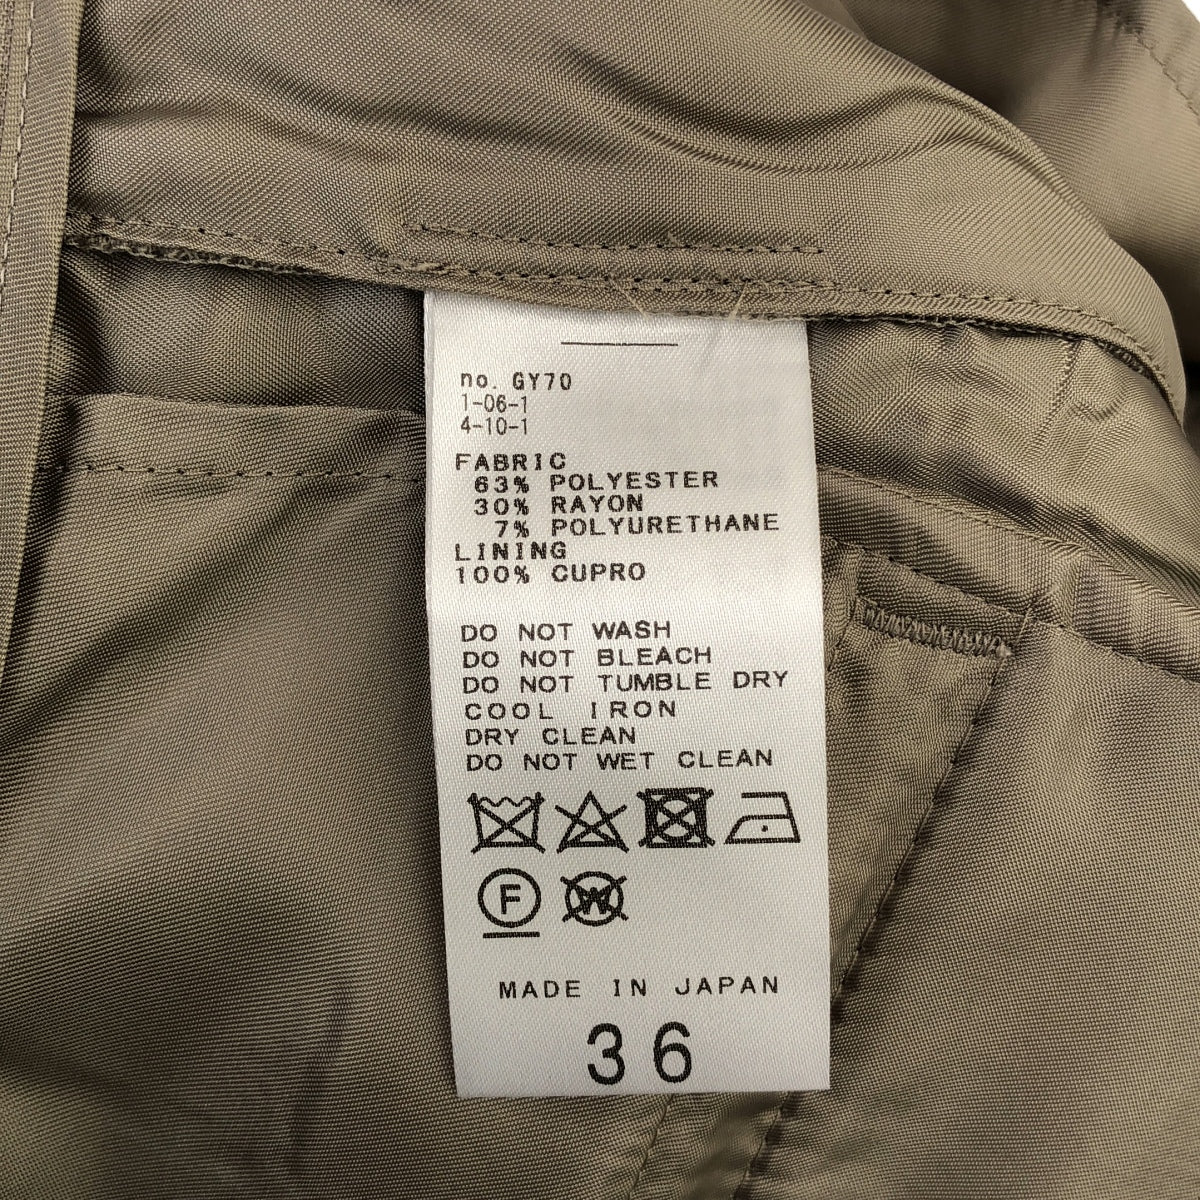 no. GY70
1-06-1
4-10-1
FABRIC
63% POLYESTER
30% RAYON
7% POLYURETHANE
LINING
100% CUPRO
DO NOT WASH
DO NOT BLEACH
DO NOT TUMBLE DRY
COOL IRON
DRY CLEAN
DO NOT WET CLEAN
F W
MADE IN JAPAN
36